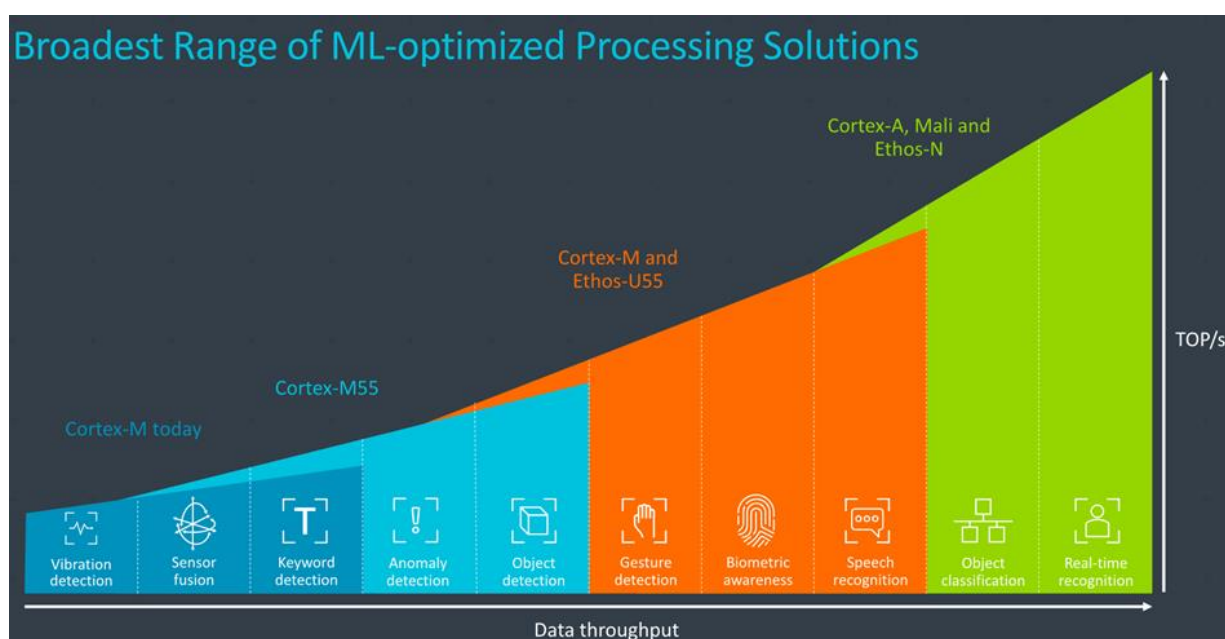 Broadest Range of ML-optimized Processing Solutions
Cortex-A, Mali and
Ethos-N
Cortex-M and
Ethos-U55
TOP/s
Cortex-M55
Cortex-M today
T
Vibration
detection
Sensor
fusion
Keyword
detection
Anomaly
detection
Object
detection
Gesture
detection
Biometric
awareness
Speech
recognition
Object
classification
Real-time
recognition
Data throughput